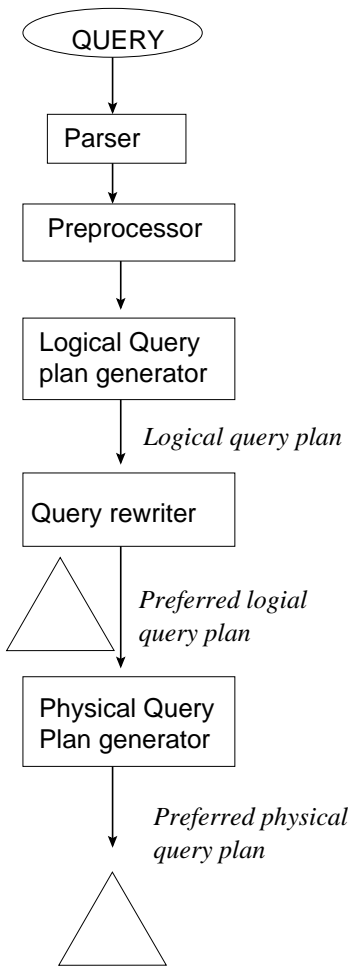 QUERY
Parser
Preprocessor
Logical Query
plan generator
Logical query plan
Query rewriter
Preferred logial
query plan
Physical Query
Plan generator
Preferred physical
query plan